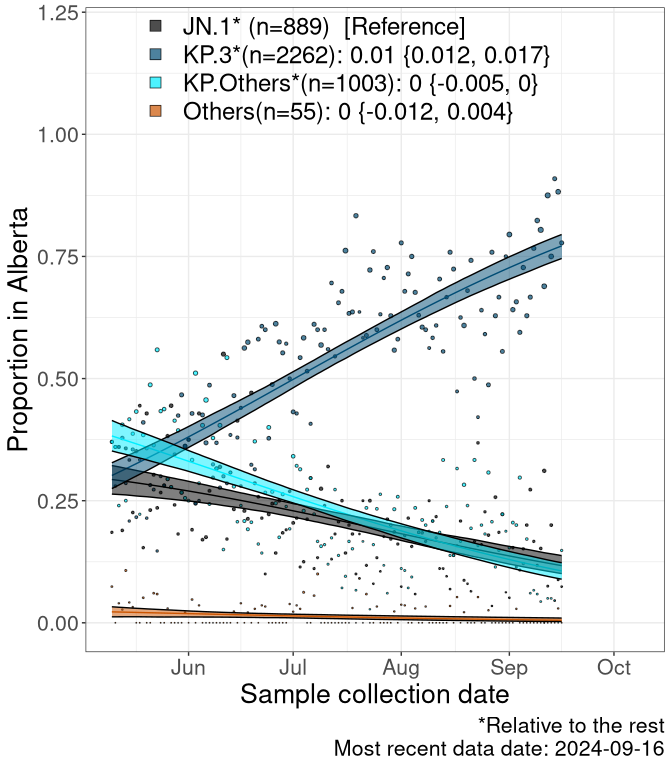 JN.1* (n=889)  [Reference]
KP.3*(n=2262): 0.01 {0.012, 0.017}
KP.Others*(n=1003): 0 {-0.005, 0}
Others(n=55): 0 {-0.012, 0.004}
1.25
1.00
0.75
0.50
0.25
0.00
Proportion in Alberta
Jun Jul Aug Sep Oct
Sample collection date
*Relative to the rest
Most recent data date: 2024-09-16